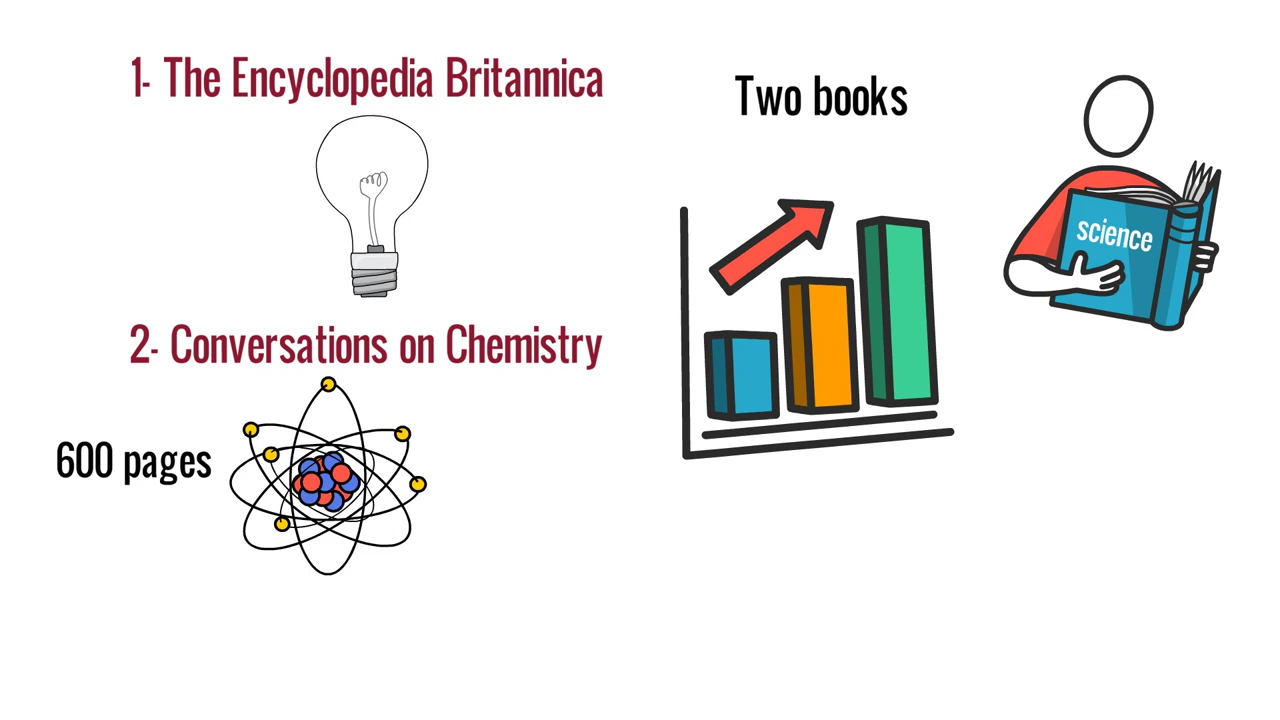 1- The Encyclopedia Britannica
2- Conversations on Chemistry
600 pages
Two books
science